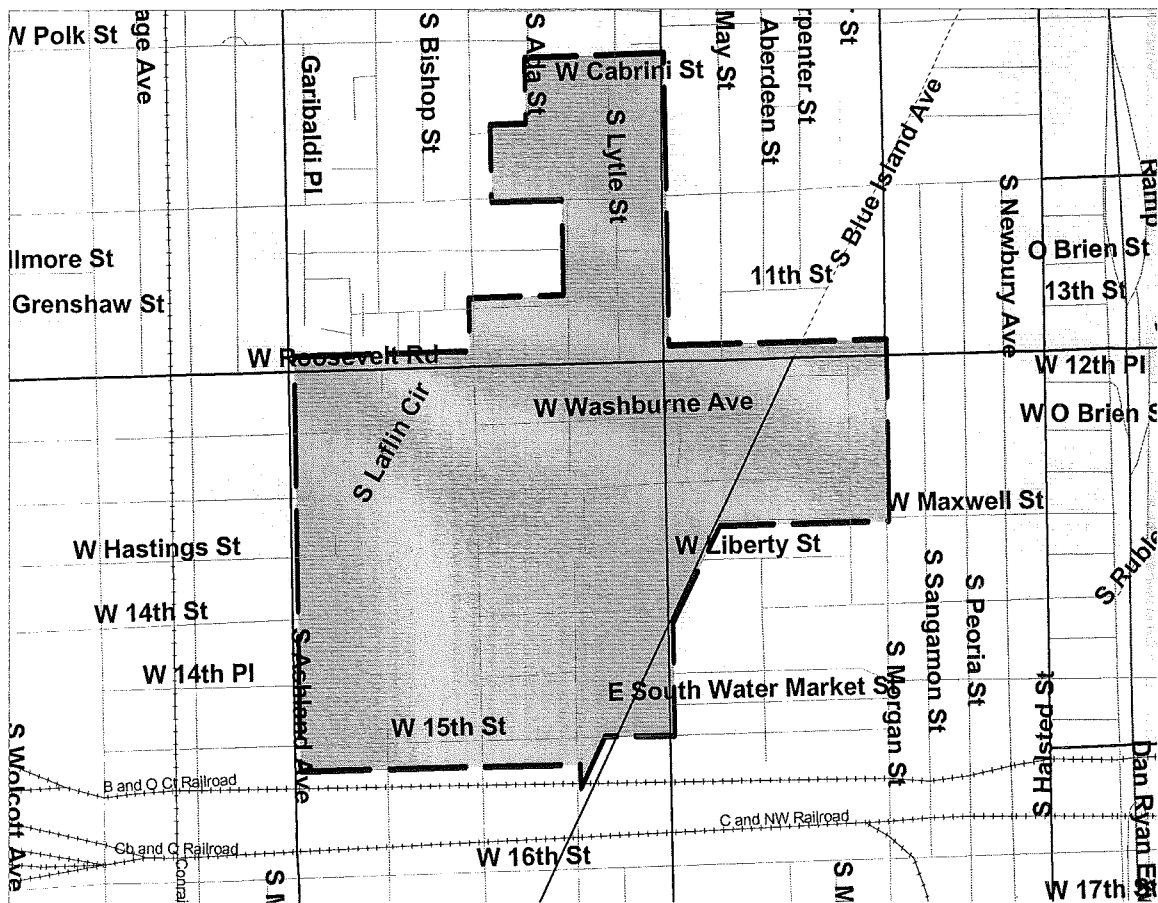 W Polk St
age Ave
Garibaldi Pl
S Bishop St
S Ada St
W Cabrini St
S Lytle St
May St
Aberdeen St
rpenter St
St
S Blue Island Ave
S Newbury Ave
Ramp
llmore St
Grenshaw St
11th St
O Brien St
13th St
W Roosevelt Rd
W 12th Pl
S Laflin Cir
W Washburne Ave
W O Brien S
W Maxwell St
W Hastings St
W Liberty St
W 14th St
S Ashland Ave
S Sangamon St
S Peoria St
S Ruble
W 14th Pl
E South Water Market S
S Morgan St
S Halsted St
W 15th St
S Wolcott Ave
B and O Ct Railroad
Dan Ryan
C and NW Railroad
Cb and Q Railroad
W 16th St
S M
S M
W 17th S